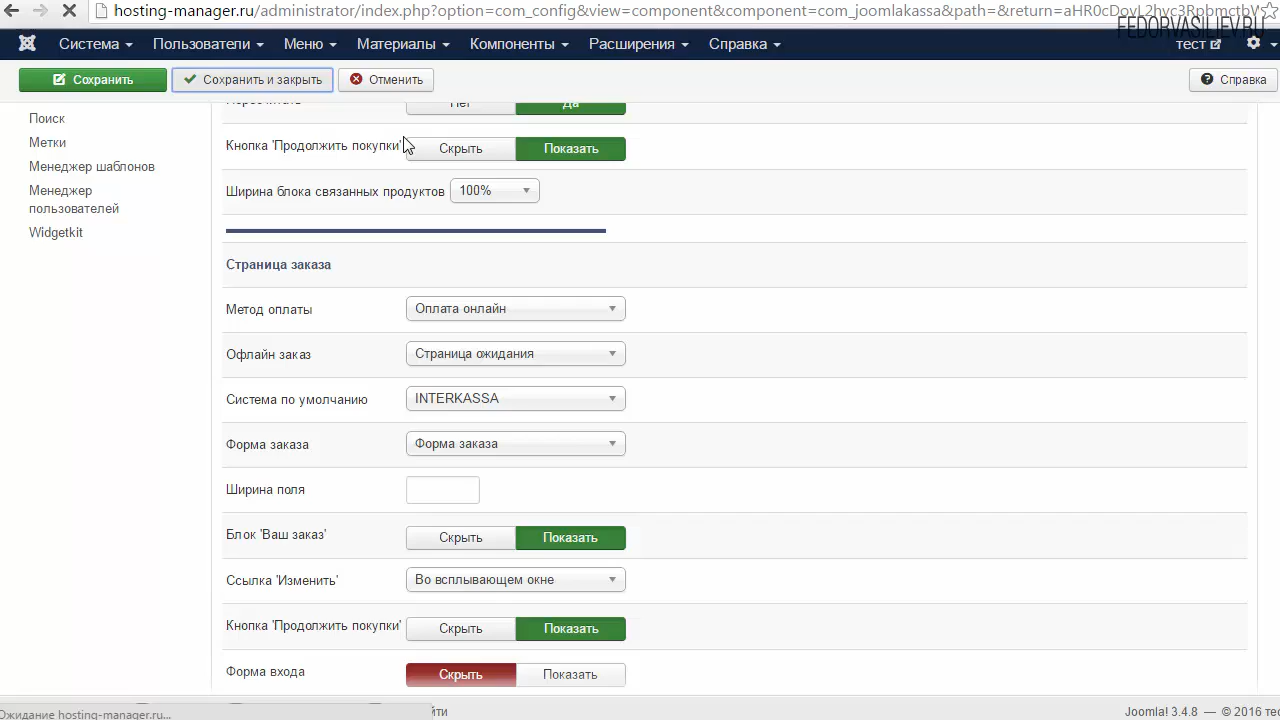 hosting-manager.ru/administrator/index.php?option=com_config&view=component&component=com_joomlakassa&path=&return=
FEDORVASILIEV.RU
Система Пользователи Меню Материалы Компоненты Расширения Справка тест
Сохранить Сохранить и закрыть Отменить Справка
Поиск
Метки
Менеджер шаблонов
Менеджер
пользователей
Widgetkit
Пересчитать Нет Да
Кнопка 'Продолжить покупки' Скрыть Показать
Ширина блока связанных продуктов 100%
Страница заказа
Метод оплаты Оплата онлайн
Офлайн заказ Страница ожидания
Система по умолчанию INTERKASSA
Форма заказа Форма заказа
Ширина поля
Блок 'Ваш заказ' Скрыть Показать
Ссылка 'Изменить' Во всплывающем окне
Кнопка 'Продолжить покупки' Скрыть Показать
Форма входа Скрыть Показать
Ожидание hosting-manager.ru...
Joomla! 3.4.8 — © 2016